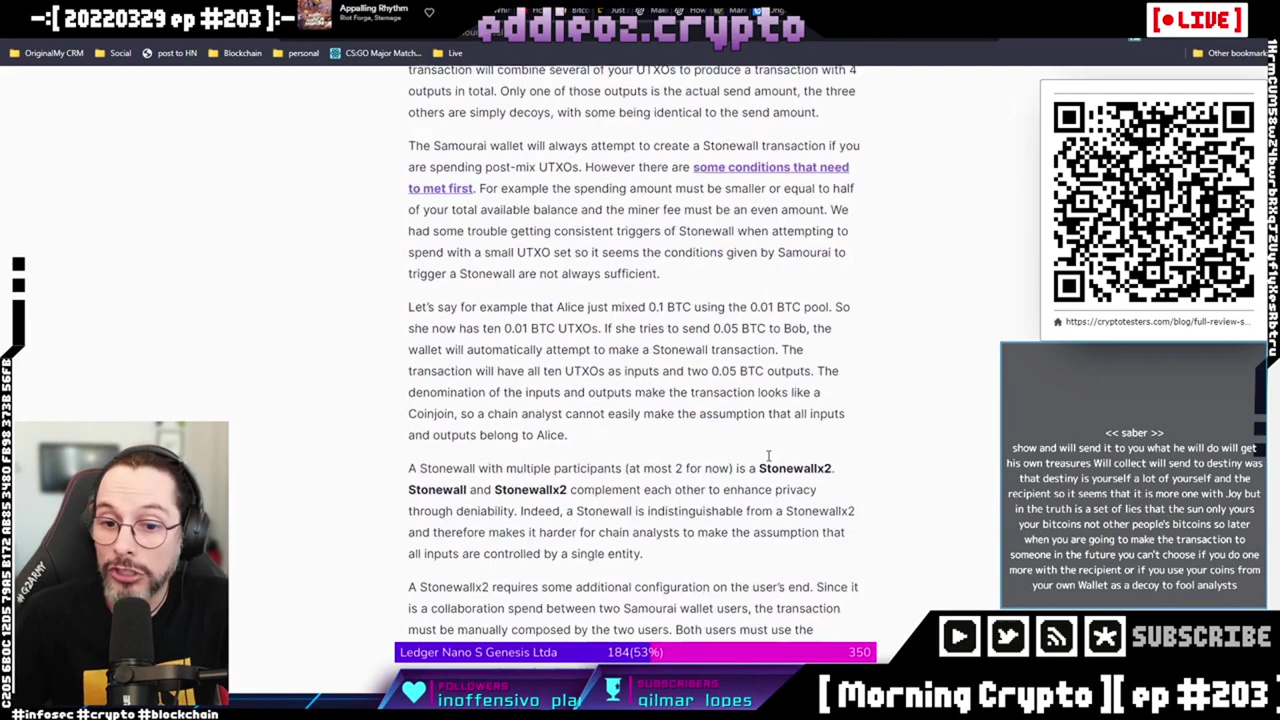 -:[ 20220329 ep #203 ]:-
Appalling Rhythm
Riot Forge, Stemage
eddieoz.crypto
[● LIVE]
OriginalMy CRM
Social
post to HN
Blockchain
personal
CS:GO Major Match...
Live
Other bookmark
transaction will combine several of your UTXOs to produce a transaction with 4
outputs in total. Only one of those outputs is the actual send amount, the three
others are simply decoys, with some being identical to the send amount.
The Samourai wallet will always attempt to create a Stonewall transaction if you
are spending post-mix UTXOs. However there are some conditions that need
to met first. For example the spending amount must be smaller or equal to half
of your total available balance and the miner fee must be an even amount. We
had some trouble getting consistent triggers of Stonewall when attempting to
spend with a small UTXO set so it seems the conditions given by Samourai to
trigger a Stonewall are not always sufficient.
Let's say for example that Alice just mixed 0.1 BTC using the 0.01 BTC pool. So
she now has ten 0.01 BTC UTXOs. If she tries to send 0.05 BTC to Bob, the
wallet will automatically attempt to make a Stonewall transaction. The
transaction will have all ten UTXOs as inputs and two 0.05 BTC outputs. The
denomination of the inputs and outputs make the transaction looks like a
Coinjoin, so a chain analyst cannot easily make the assumption that all inputs
and outputs belong to Alice.
A Stonewall with multiple participants (at most 2 for now) is a Stonewallx2.
Stonewall and Stonewallx2 complement each other to enhance privacy
through deniability. Indeed, a Stonewall is indistinguishable from a Stonewallx2
and therefore makes it harder for chain analysts to make the assumption that
all inputs are controlled by a single entity.
A Stonewallx2 requires some additional configuration on the user's end. Since it
is a collaboration spend between two Samourai wallet users, the transaction
must be manually composed by the two users. Both users must use the
https://cryptotesters.com/blog/full-review-s...
<< saber >>
show and will send it to you what he will do will get
his own treasures Will collect will send to destiny was
that destiny is yourself a lot of yourself and the
recipient so it seems that it is more one with Joy but
in the truth is a set of lies that the sun only yours
your bitcoins not other people's bitcoins so later
when you are going to make the transaction to
someone in the future you can't choose if you do one
more with the recipient or if you use your coins from
your own Wallet as a decoy to fool analysts
Ledger Nano S Genesis Ltda 184(53%) 350
FOLLOWERS
inoffensivo_pla
SUBSCRIBERS
gilmar_lopes
SUBSCRIBE
[ Morning Crypto ][ ep #203 ]
#infosec #crypto #blockchain